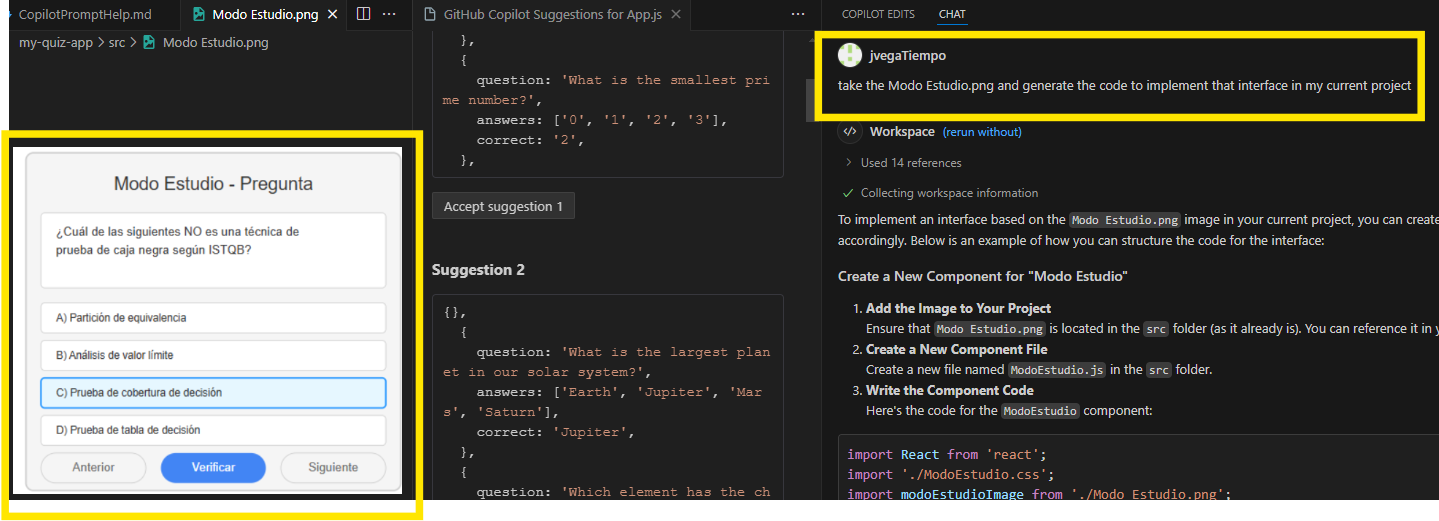 CopilotPromptHelp.md
Modo Estudio.png
my-quiz-app > src > Modo Estudio.png
Modo Estudio - Pregunta
¿Cuál de las siguientes NO es una técnica de
prueba de caja negra según ISTQB?
A) Partición de equivalencia
B) Análisis de valor límite
C) Prueba de cobertura de decisión
D) Prueba de tabla de decisión
Anterior
Verificar
Siguiente
GitHub Copilot Suggestions for App.js
},
{
question: 'What is the smallest pri
me number?',
answers: ['0', '1', '2', '3'],
correct: '2',
},
Accept suggestion 1
Suggestion 2
{},
{
question: 'What is the largest plan
et in our solar system?',
answers: ['Earth', 'Jupiter', 'Mar
s', 'Saturn'],
correct: 'Jupiter',
},
{
question: 'Which element has the ch
COPILOT EDITS
CHAT
jvegaTiempo
take the Modo Estudio.png and generate the code to implement that interface in my current project
Workspace (rerun without)
Used 14 references
Collecting workspace information
To implement an interface based on the Modo Estudio.png image in your current project, you can create
accordingly. Below is an example of how you can structure the code for the interface:
Create a New Component for "Modo Estudio"
1. Add the Image to Your Project
Ensure that Modo Estudio.png is located in the src folder (as it already is). You can reference it in y
2. Create a New Component File
Create a new file named ModoEstudio.js in the src folder.
3. Write the Component Code
Here's the code for the ModoEstudio component:
import React from 'react';
import './ModoEstudio.css';
import modoEstudioImage from './Modo Estudio.png';